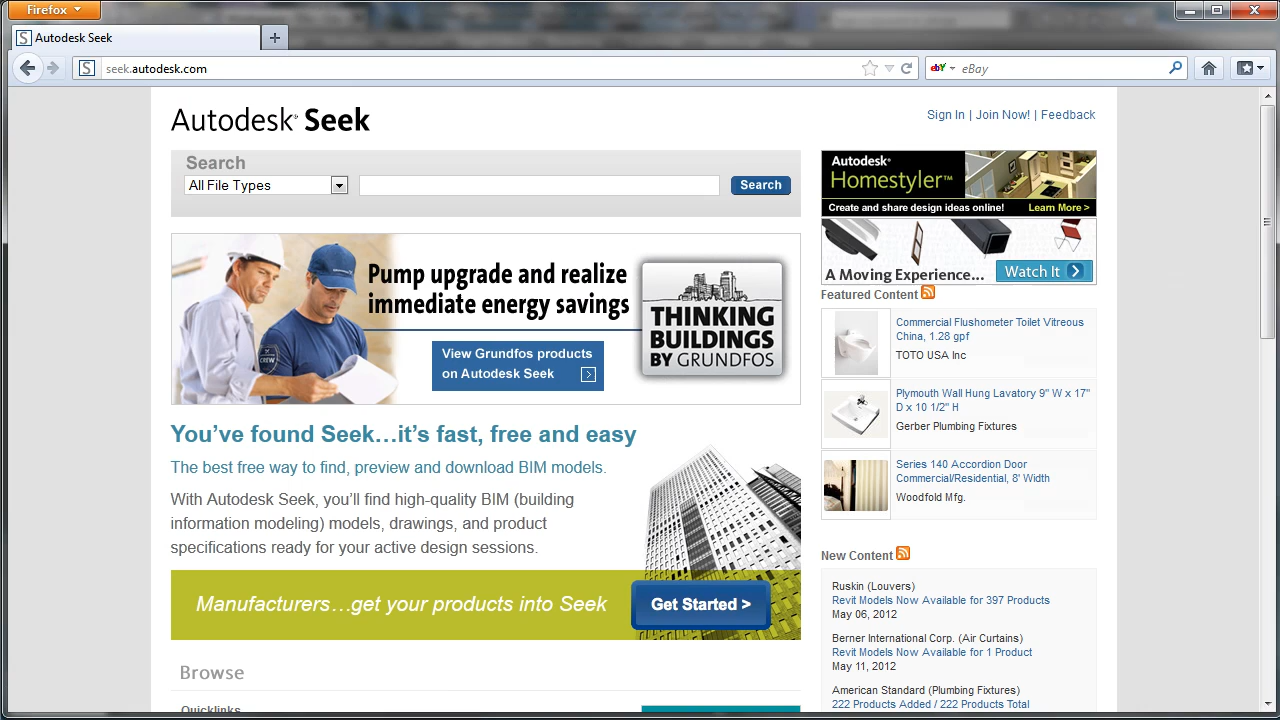 Firefox
Autodesk Seek
seek.autodesk.com
eBay
Autodesk® Seek
Sign In | Join Now! | Feedback
Search
All File Types
Search
Autodesk®
Homestyler™
Create and share design ideas online! Learn More >
A Moving Experience... Watch It
Pump upgrade and realize
immediate energy savings
View Grundfos products
on Autodesk Seek
THINKING
BUILDINGS
BY GRUNDFOS
CREW
Featured Content
Commercial Flushometer Toilet Vitreous
China, 1.28 gpf
TOTO USA Inc
Plymouth Wall Hung Lavatory 9" W x 17"
D x 10 1/2" H
Gerber Plumbing Fixtures
Series 140 Accordion Door
Commercial/Residential, 8' Width
Woodfold Mfg.
You've found Seek...it's fast, free and easy
The best free way to find, preview and download BIM models.
With Autodesk Seek, you'll find high-quality BIM (building
information modeling) models, drawings, and product
specifications ready for your active design sessions.
Manufacturers...get your products into Seek
Get Started >
New Content
Ruskin (Louvers)
Revit Models Now Available for 397 Products
May 06, 2012
Berner International Corp. (Air Curtains)
Revit Models Now Available for 1 Product
May 11, 2012
American Standard (Plumbing Fixtures)
222 Products Added / 222 Products Total
Browse
Quicklinks